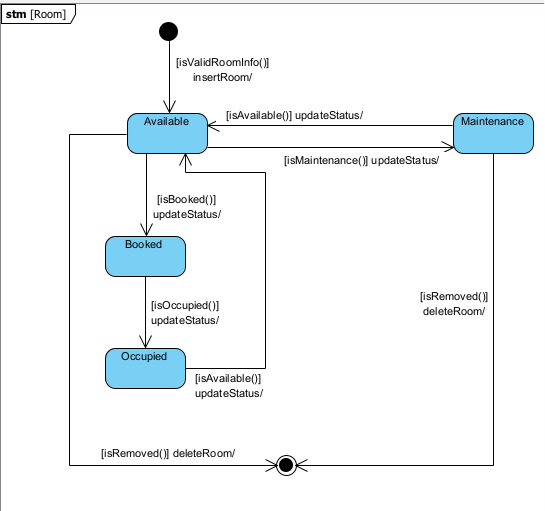 stm [Room]
[isValidRoomInfo()]
insertRoom/
Available
[isAvailable()] updateStatus/
Maintenance
[isMaintenance()] updateStatus/
[isBooked()]
updateStatus/
Booked
[isOccupied()]
updateStatus/
[isRemoved()]
deleteRoom/
Occupied
[isAvailable()]
updateStatus/
[isRemoved()] deleteRoom/